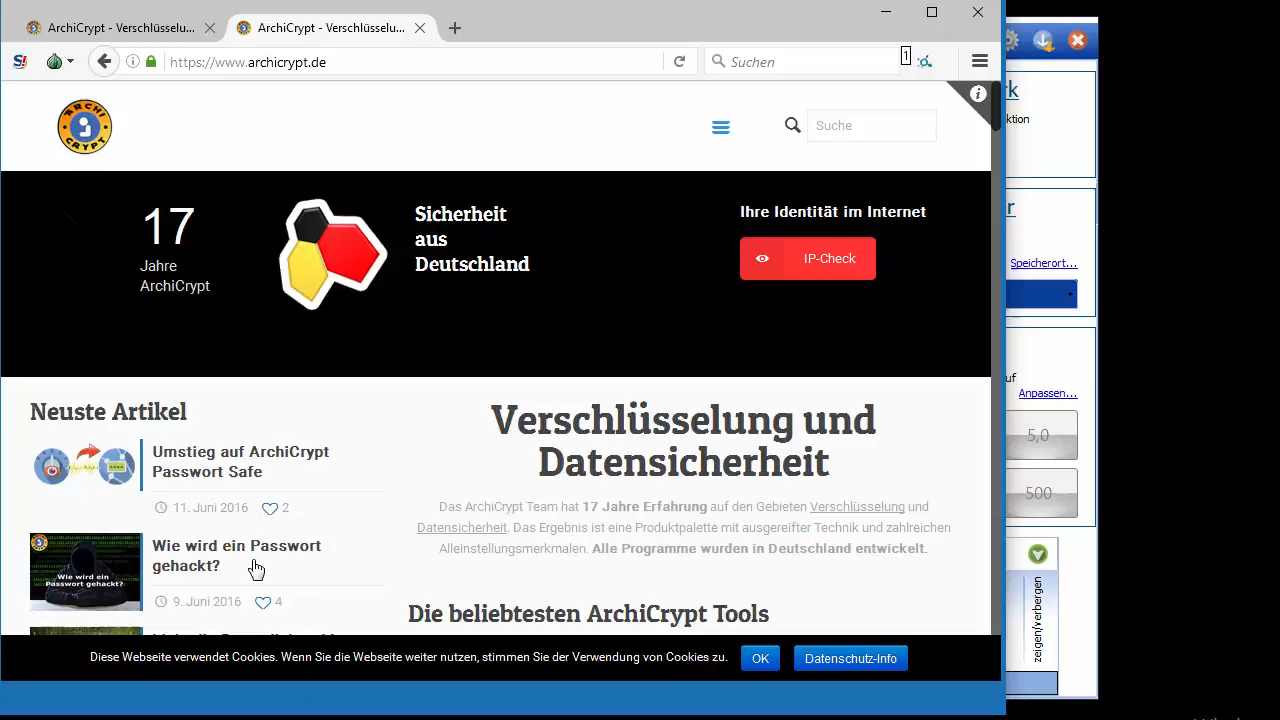 ArchiCrypt - Verschlüsselu...
ArchiCrypt - Verschlüsselu...
https://www.archicrypt.de
Suchen
1
ARCHI
CRYPT
Suche
17
Jahre
ArchiCrypt
Sicherheit
aus
Deutschland
Ihre Identität im Internet
IP-Check
Neuste Artikel
Umstieg auf ArchiCrypt
Passwort Safe
11. Juni 2016
2
Wie wird ein
Passwort gehackt?
Wie wird ein Passwort
gehackt?
9. Juni 2016
4
Verschlüsselung und
Datensicherheit
Das ArchiCrypt Team hat 17 Jahre Erfahrung auf den Gebieten Verschlüsselung und
Datensicherheit. Das Ergebnis ist eine Produktpalette mit ausgereifter Technik und zahlreichen
Alleinstellungsmerkmalen. Alle Programme wurden in Deutschland entwickelt.
Die beliebtesten ArchiCrypt Tools
Diese Webseite verwendet Cookies. Wenn Sie die Webseite weiter nutzen, stimmen Sie der Verwendung von Cookies zu.
OK
Datenschutz-Info
rk
ktion
er
Speicherort...
uf
Anpassen...
5,0
500
zeigen/verbergen